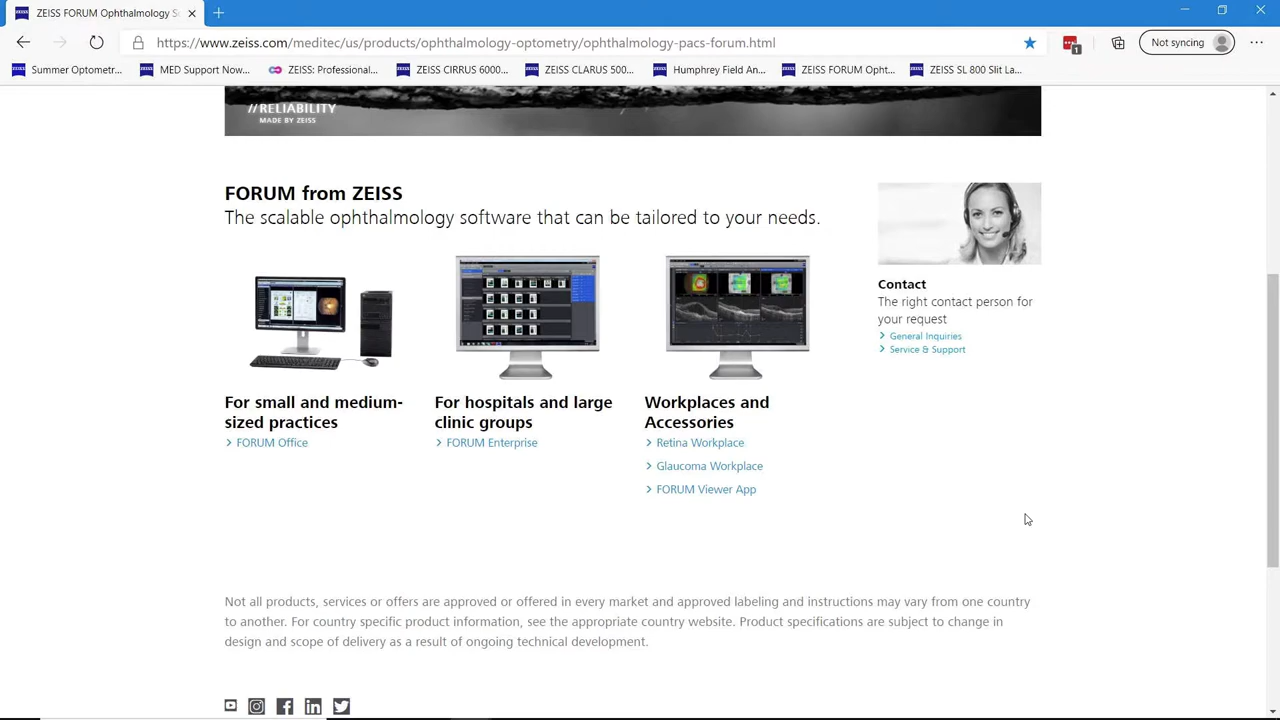 ZEISS FORUM Ophthalmology S
https://www.zeiss.com/meditec/us/products/ophthalmology-optometry/ophthalmology-pacs-forum.html
1
Not syncing
Summer Optometr...
MED Support Now...
ZEISS: Professional...
ZEISS CIRRUS 6000...
ZEISS CLARUS 500...
Humphrey Field An...
ZEISS FORUM Opht...
ZEISS SL 800 Slit La...
//RELIABILITY
MADE BY ZEISS
FORUM from ZEISS
The scalable ophthalmology software that can be tailored to your needs.
For small and medium-
sized practices
FORUM Office
For hospitals and large
clinic groups
FORUM Enterprise
Workplaces and
Accessories
Retina Workplace
Glaucoma Workplace
FORUM Viewer App
Contact
The right contact person for
your request
General Inquiries
Service & Support
Not all products, services or offers are approved or offered in every market and approved labeling and instructions may vary from one country
to another. For country specific product information, see the appropriate country website. Product specifications are subject to change in
design and scope of delivery as a result of ongoing technical development.